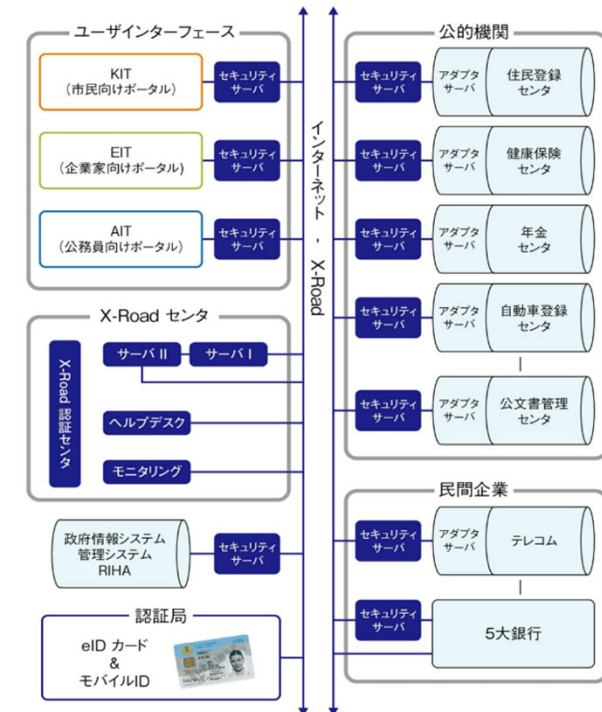 ユーザインターフェース
KIT
（市民向けポータル）
セキュリティ
サーバ
EIT
（企業家向けポータル）
セキュリティ
サーバ
AIT
（公務員向けポータル）
セキュリティ
サーバ
X-Road センタ
X-Road 認証センタ
サーバ II
サーバ I
ヘルプデスク
モニタリング
政府情報システム
管理システム
RIHA
セキュリティ
サーバ
認証局
eID カード
&
モバイルID
インターネット - X-Road
公的機関
セキュリティ
サーバ
アダプタ
サーバ
住民登録
センタ
セキュリティ
サーバ
アダプタ
サーバ
健康保険
センタ
セキュリティ
サーバ
アダプタ
サーバ
年金
センタ
セキュリティ
サーバ
アダプタ
サーバ
自動車登録
センタ
セキュリティ
サーバ
アダプタ
サーバ
公文書管理
センタ
民間企業
セキュリティ
サーバ
アダプタ
サーバ
テレコム
セキュリティ
サーバ
5大銀行